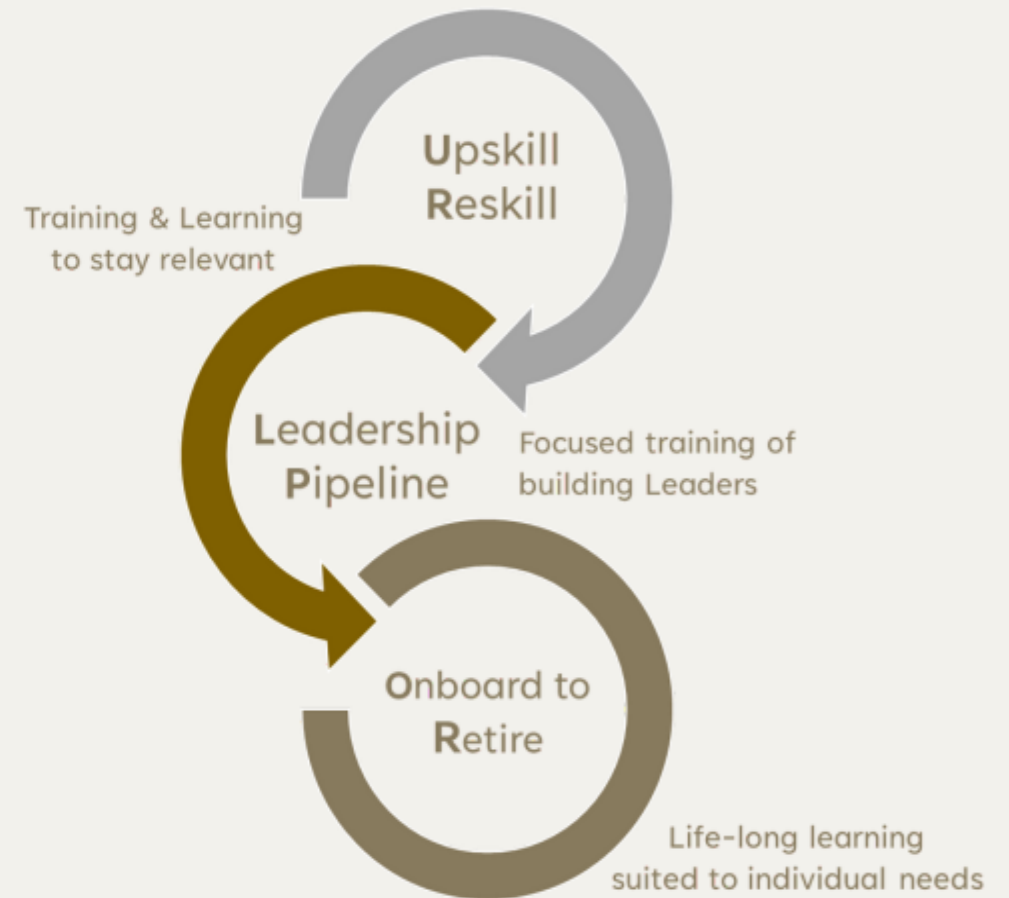 Upskill
Reskill
Training & Learning
to stay relevant
Leadership
Pipeline
Focused training of
building Leaders
Onboard to
Retire
Life-long learning
suited to individual needs